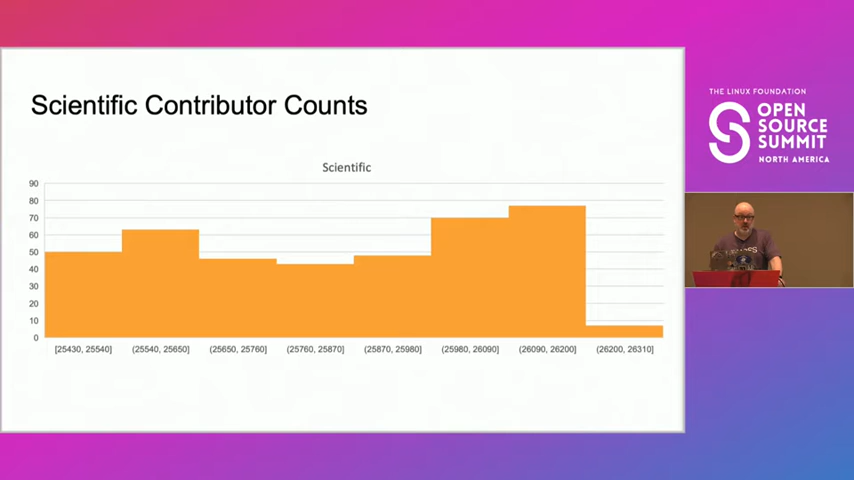 Scientific Contributor Counts
Scientific
90
80
70
60
50
40
30
20
10
0
[25430, 25540]
(25540, 25650]
(25650, 25760]
(25760, 25870]
(25870, 25980]
(25980, 26090]
(26090, 26200]
(26200, 26310]
THE LINUX FOUNDATION
OPEN
SOURCE
SUMMIT
NORTH AMERICA